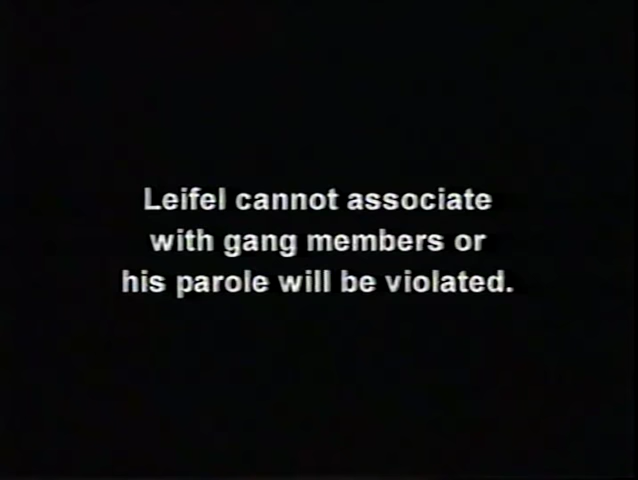 Leifel cannot associate
with gang members or
his parole will be violated.